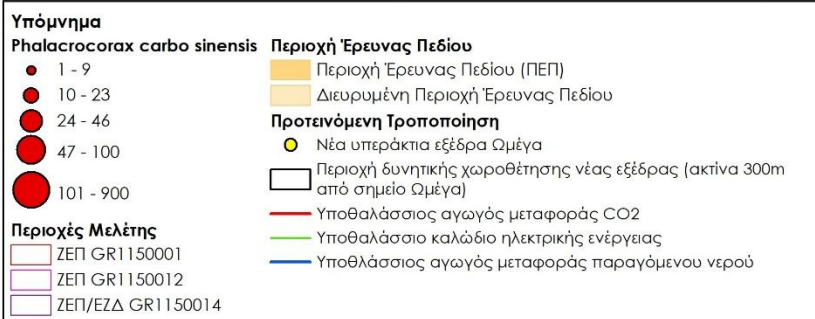 Υπόμνημα
Phalacrocorax carbo sinensis
1 - 9
10 - 23
24 - 46
47 - 100
101 - 900
Περιοχές Μελέτης
ΖΕΠ GR1150001
ΖΕΠ GR1150012
ΖΕΠ/ΕΖΔ GR1150014
Περιοχή Έρευνας Πεδίου
Περιοχή Έρευνας Πεδίου (ΠΕΠ)
Διευρυμένη Περιοχή Έρευνας Πεδίου
Προτεινόμενη Τροποποίηση
Νέα υπεράκτια εξέδρα Ωμέγα
Περιοχή δυνητικής χωροθέτησης νέας εξέδρας (ακτίνα 300m
από σημείο Ωμέγα)
Υποθαλάσσιος αγωγός μεταφοράς CO2
Υποθαλάσσιο καλώδιο ηλεκτρικής ενέργειας
Υποθλάσσιος αγωγός μεταφοράς παραγόμενου νερού